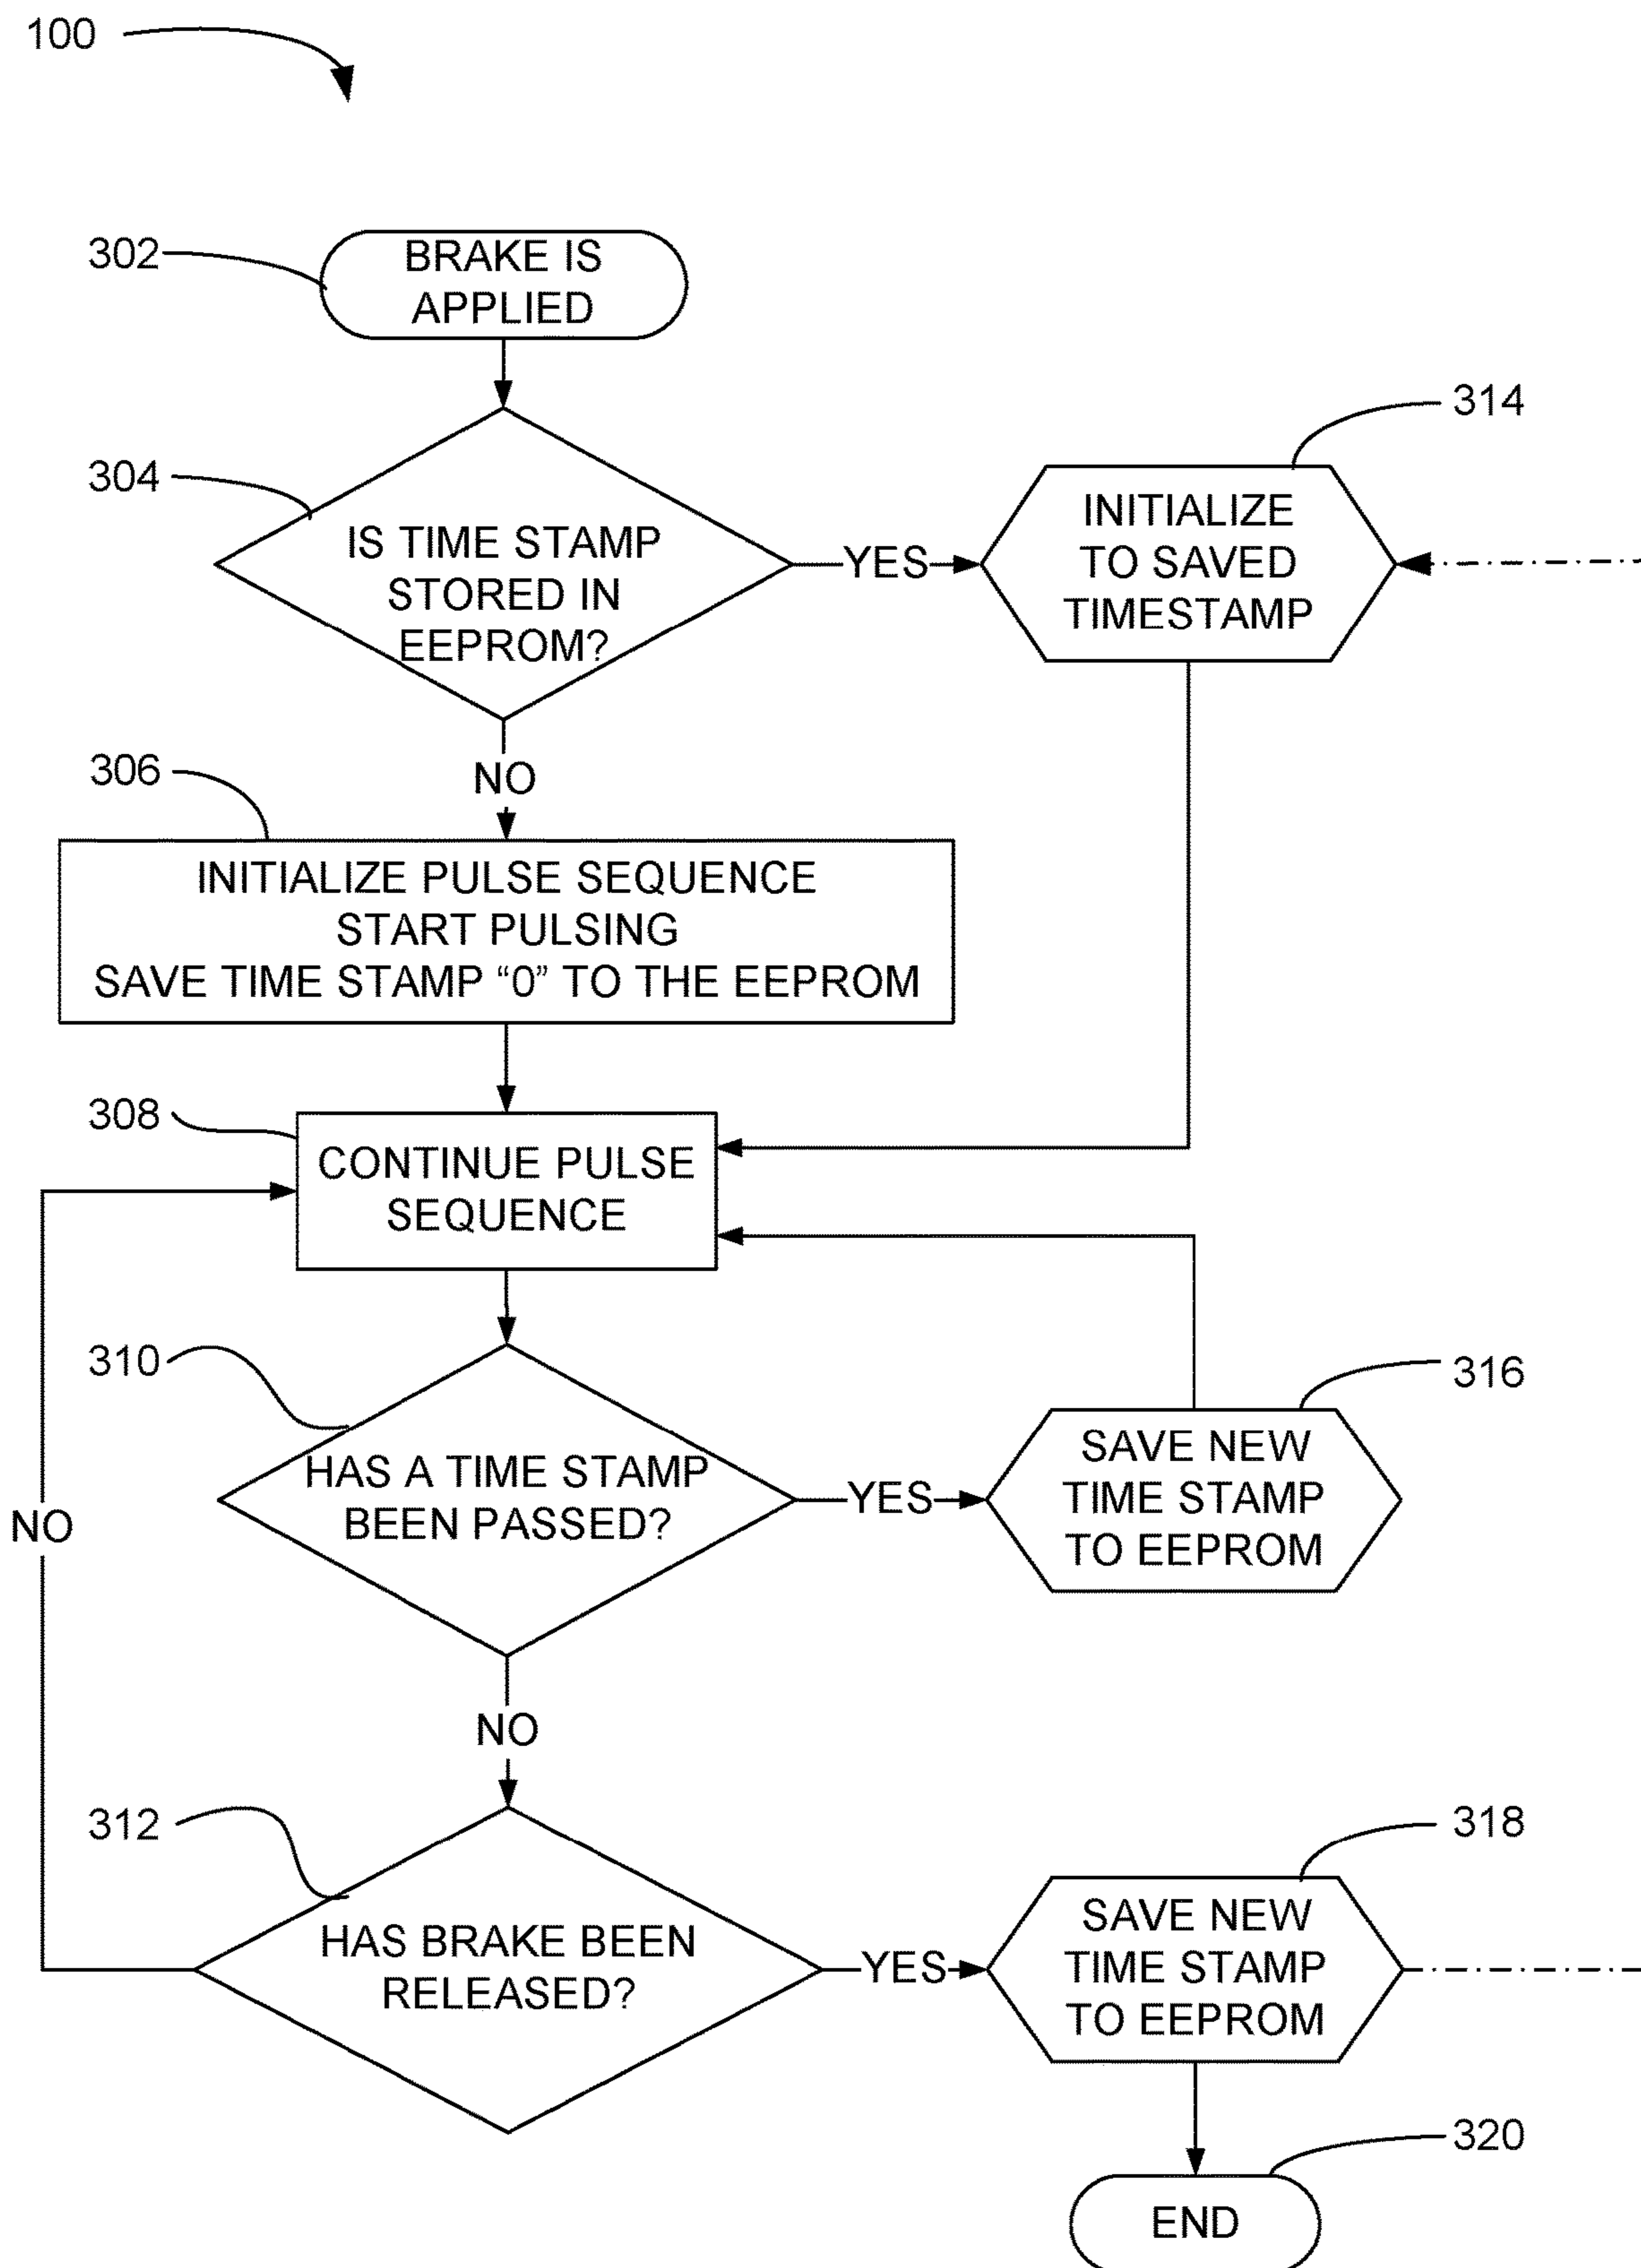 100
302
BRAKE IS
APPLIED
304
IS TIME STAMP
STORED IN
EEPROM?
YES
314
INITIALIZE
TO SAVED
TIMESTAMP
NO
306
INITIALIZE PULSE SEQUENCE
START PULSING
SAVE TIME STAMP “0” TO THE EEPROM
308
CONTINUE PULSE
SEQUENCE
310
HAS A TIME STAMP
BEEN PASSED?
YES
316
SAVE NEW
TIME STAMP
TO EEPROM
NO
NO
312
HAS BRAKE BEEN
RELEASED?
YES
318
SAVE NEW
TIME STAMP
TO EEPROM
320
END